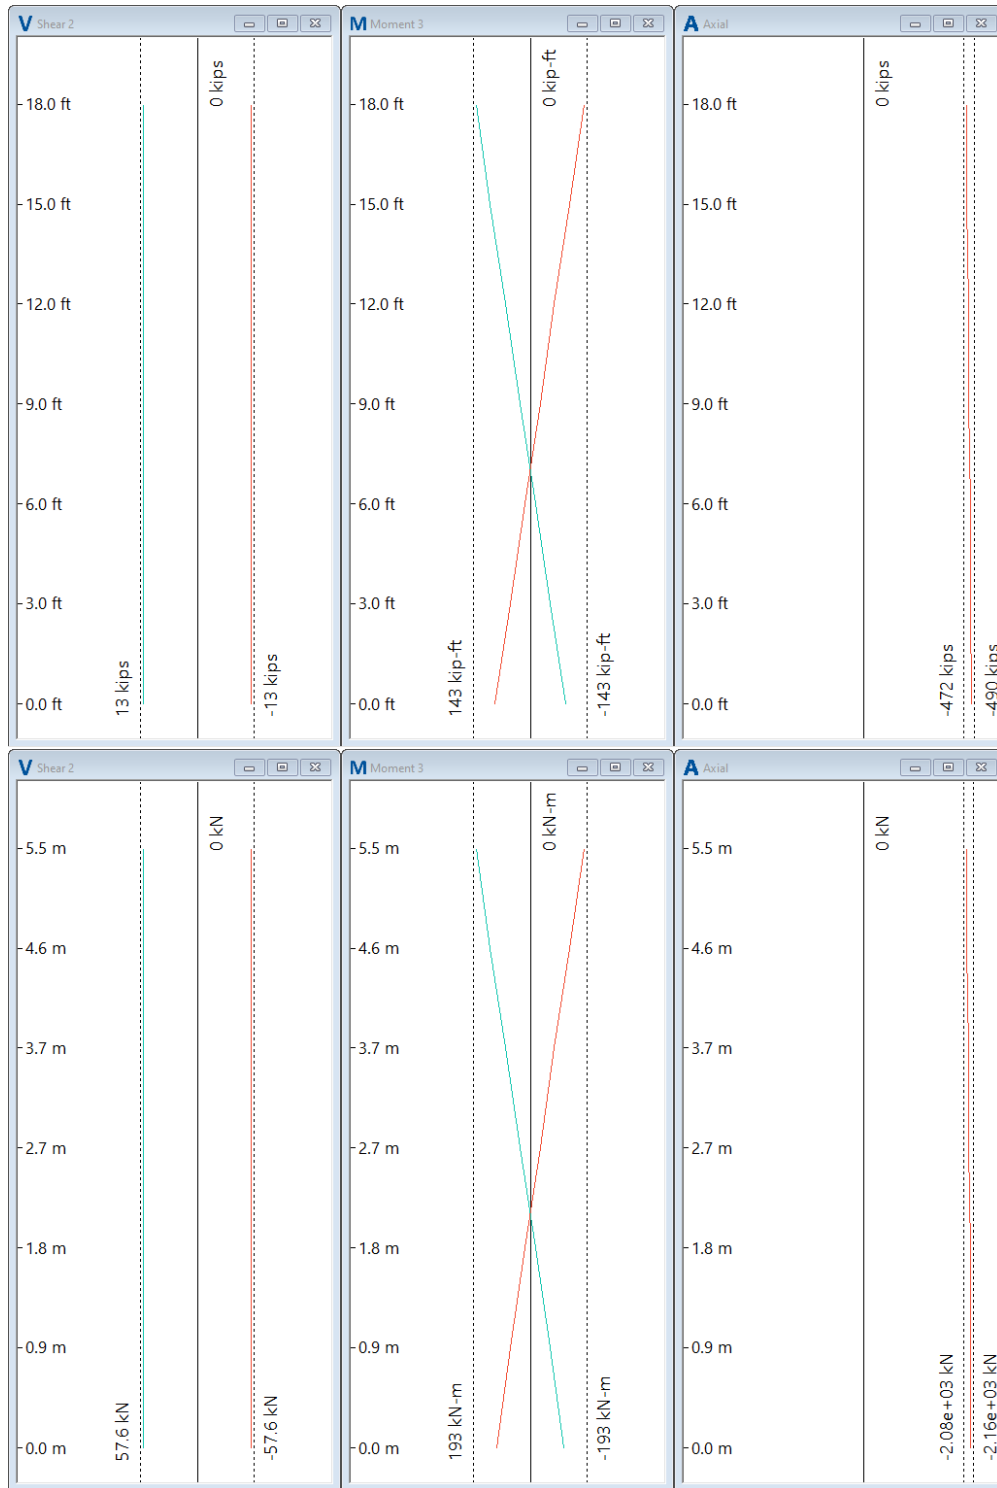 V Shear 2
0 kips
18.0 ft
15.0 ft
12.0 ft
9.0 ft
6.0 ft
3.0 ft
0.0 ft
13 kips
-13 kips
M Moment 3
0 kip-ft
18.0 ft
15.0 ft
12.0 ft
9.0 ft
6.0 ft
3.0 ft
0.0 ft
143 kip-ft
-143 kip-ft
A Axial
0 kips
18.0 ft
15.0 ft
12.0 ft
9.0 ft
6.0 ft
3.0 ft
0.0 ft
-472 kips
-490 kips
V Shear 2
0 kN
5.5 m
4.6 m
3.7 m
2.7 m
1.8 m
0.9 m
0.0 m
57.6 kN
-57.6 kN
M Moment 3
0 kN-m
5.5 m
4.6 m
3.7 m
2.7 m
1.8 m
0.9 m
0.0 m
193 kN-m
-193 kN-m
A Axial
0 kN
5.5 m
4.6 m
3.7 m
2.7 m
1.8 m
0.9 m
0.0 m
-2.08e+03 kN
-2.16e+03 kN